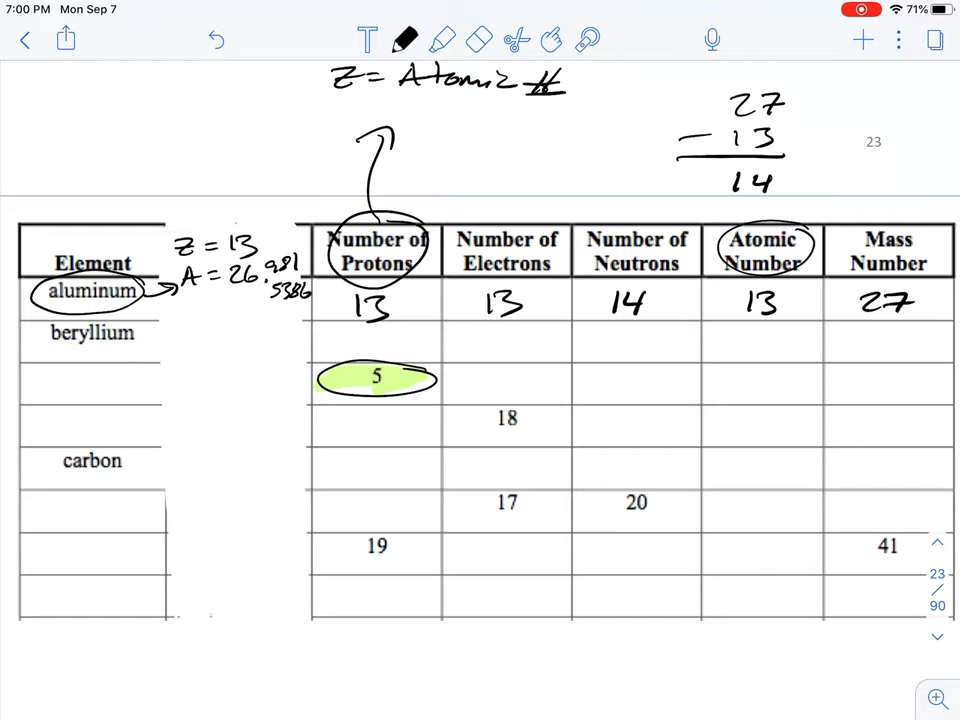 7:00 PM Mon Sep 7
71%
T
Z = Atomic #
27
- 13
14
23
Element
Number of Protons
Number of Electrons
Number of Neutrons
Atomic Number
Mass Number
Z = 13
A = 26.981
5386
aluminum 13 13 14 13 27
beryllium
5
18
carbon
17 20
19 41
23
/
90